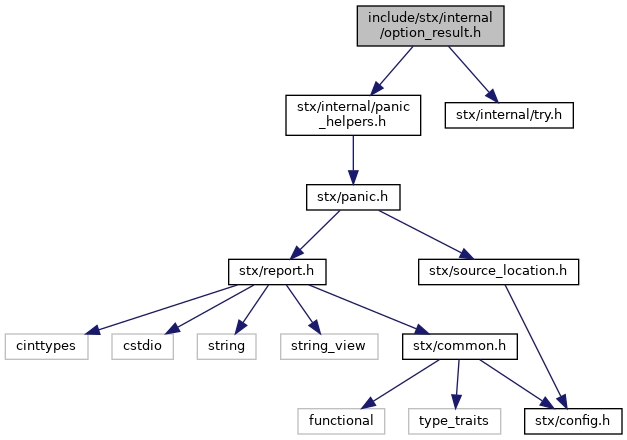 include/stx/internal
/option_result.h
stx/internal/panic
_helpers.h
stx/internal/try.h
stx/panic.h
stx/report.h
stx/source_location.h
cinttypes
cstdio
string
string_view
stx/common.h
functional
type_traits
stx/config.h